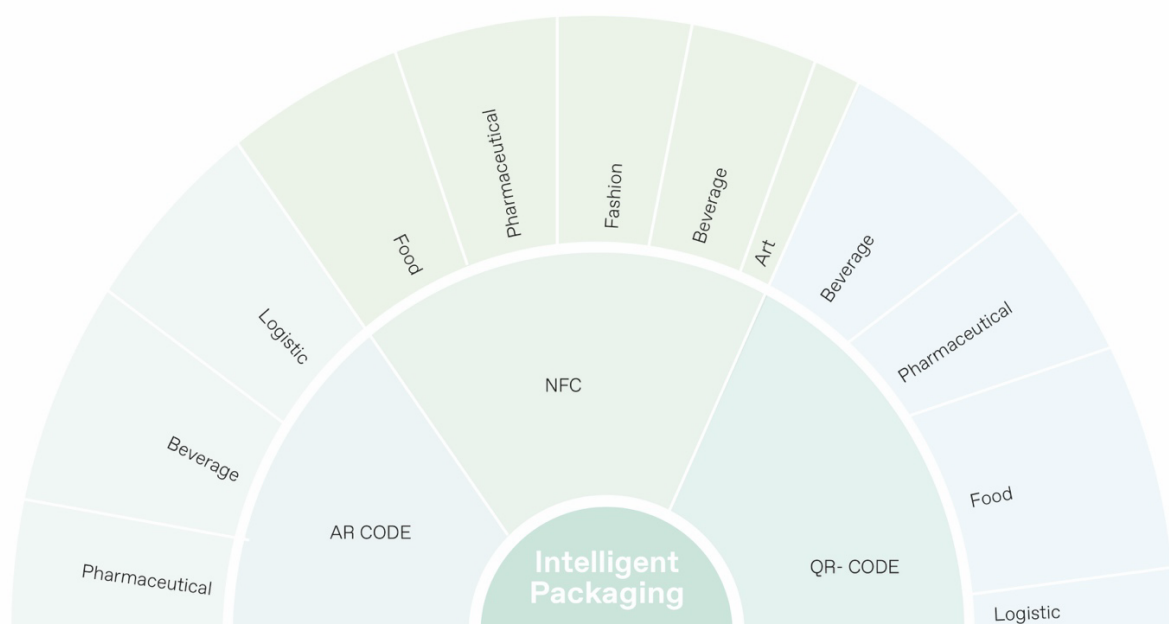 Pharmaceutical
Beverage
Logistic
Food
Pharmaceutical
Fashion
Beverage
Art
Beverage
Pharmaceutical
Food
Logistic
AR CODE
NFC
QR- CODE
Intelligent
Packaging